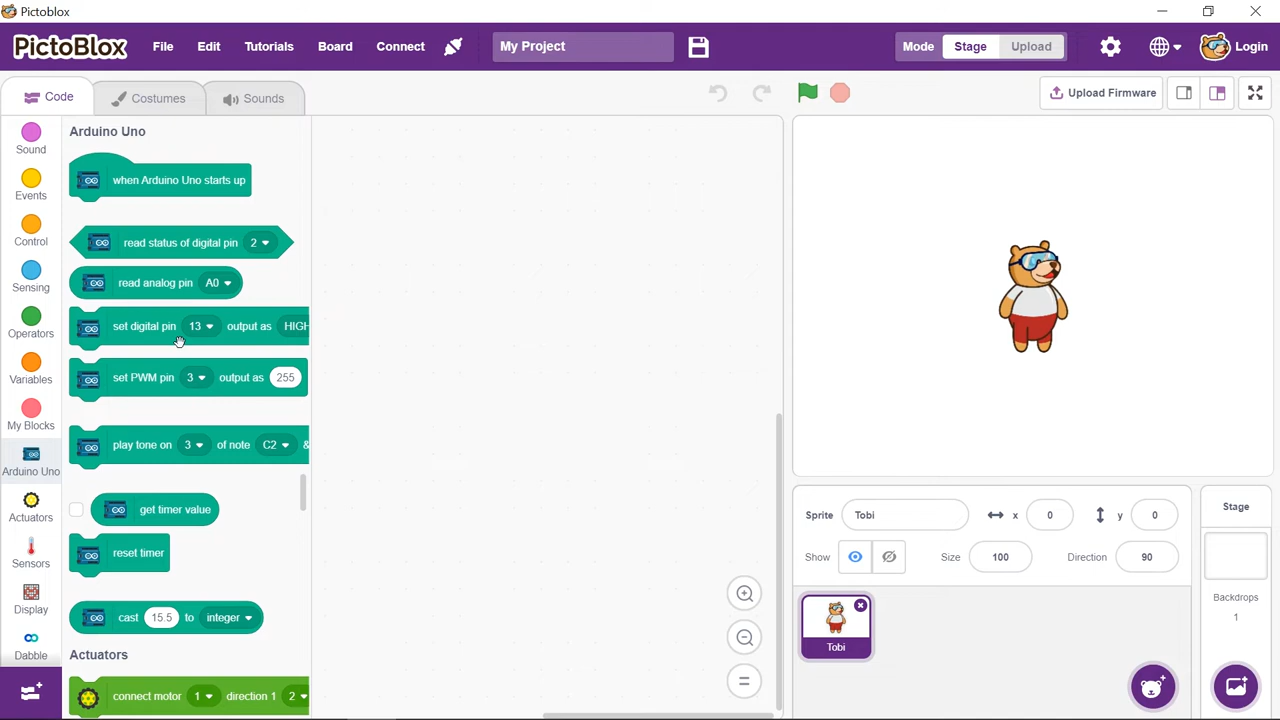 Pictoblox
PictoBlox File Edit Tutorials Board Connect My Project Mode Stage Upload Login
Code Costumes Sounds Upload Firmware
Sound
Events
Control
Sensing
Operators
Variables
My Blocks
Arduino Uno
Actuators
Sensors
Display
Dabble
Arduino Uno
when Arduino Uno starts up
read status of digital pin 2
read analog pin A0
set digital pin 13 output as HIGH
set PWM pin 3 output as 255
play tone on 3 of note C2 &
get timer value
reset timer
cast 15.5 to integer
Actuators
connect motor 1 direction 1 2
Sprite Tobi x 0 y 0
Show Size 100 Direction 90
Tobi
Stage
Backdrops
1